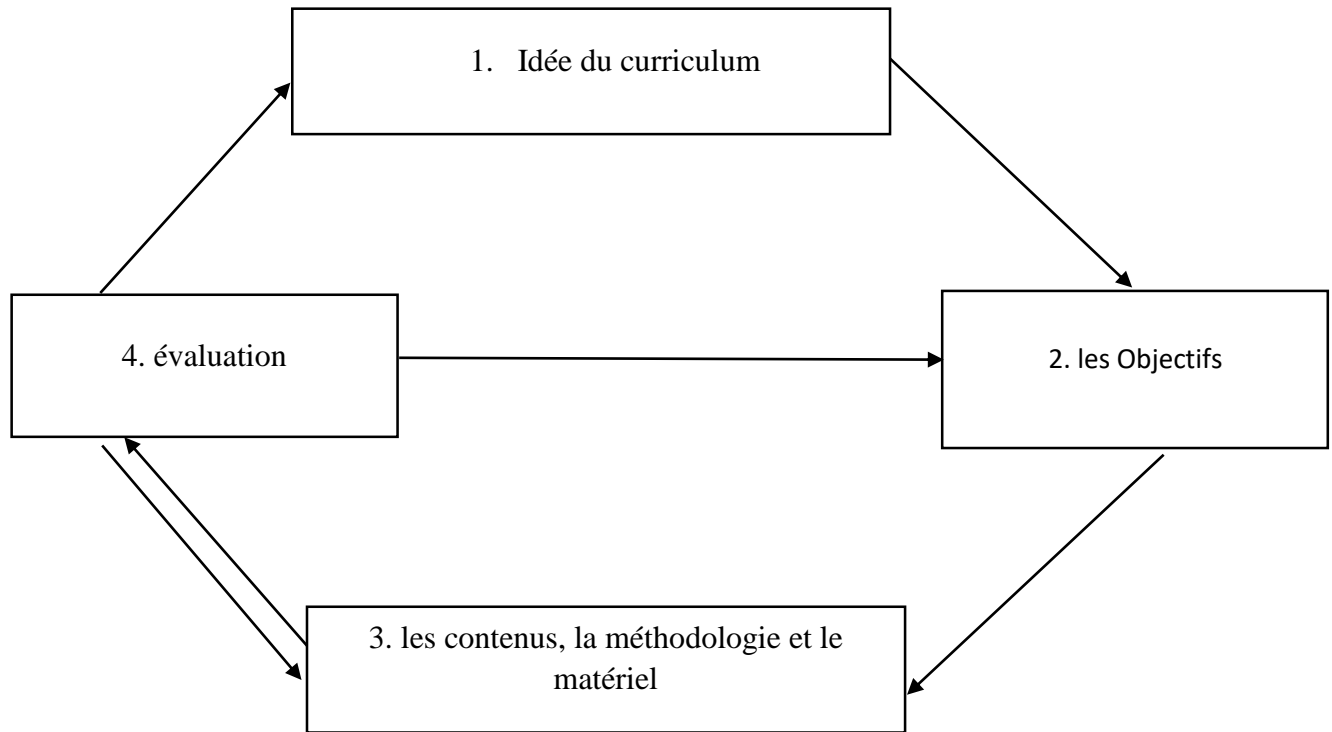 1. Idée du curriculum
4. évaluation
2. les Objectifs
3. les contenus, la méthodologie et le
matériel